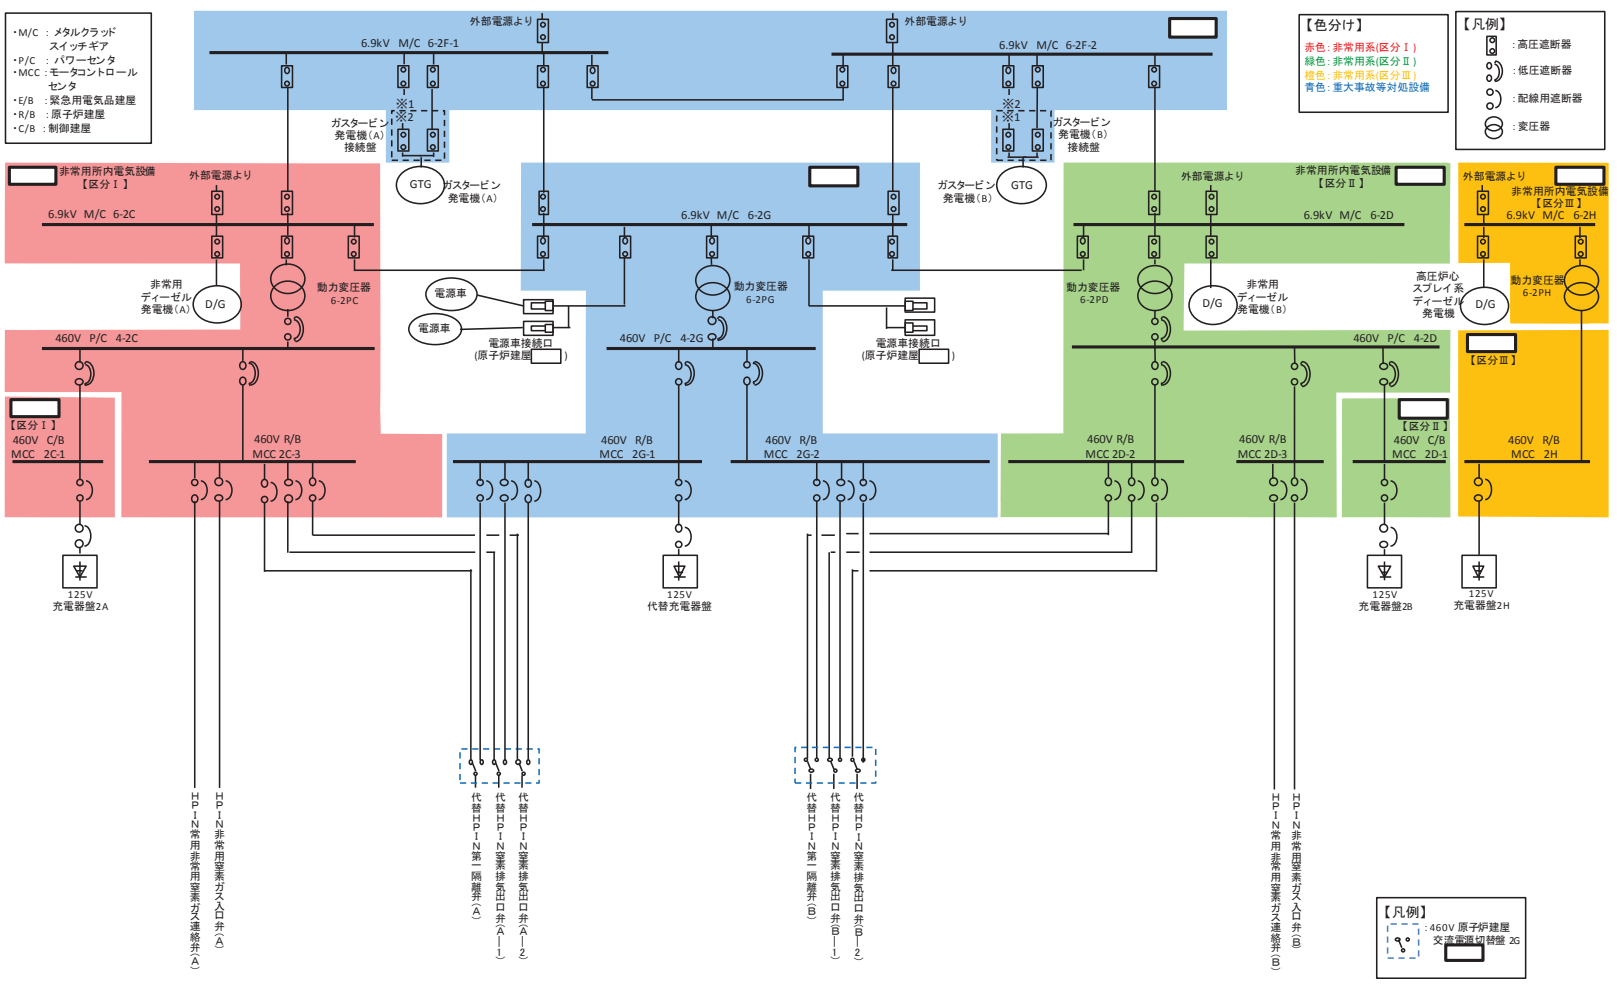 ・M/C ：メタルクラッド
スイッチギア
・P/C ：パワーセンタ
・MCC：モータコントロール
センタ
・E/B ：緊急用電気品建屋
・R/B ：原子炉建屋
・C/B ：制御建屋
外部電源より
6.9kV M/C 6-2F-1
外部電源より
6.9kV M/C 6-2F-2
【色分け】
赤色：非常用系(区分Ⅰ)
緑色：非常用系(区分Ⅱ)
橙色：非常用系(区分Ⅲ)
青色：重大事故等対処設備
【凡例】
：高圧遮断器
：低圧遮断器
：配線用遮断器
：変圧器
※1
※2
ガスタービン
発電機(A)
接続盤
※2
※1
ガスタービン
発電機(B)
接続盤
GTG
ガスタービン
発電機(A)
ガスタービン
発電機(B)
GTG
非常用所内電気設備
【区分Ⅰ】
外部電源より
6.9kV M/C 6-2C
非常用
ディーゼル
発電機(A)
D/G
動力変圧器
6-2PC
460V P/C 4-2C
6.9kV M/C 6-2G
電源車
電源車
電源車接続口
(原子炉建屋 )
動力変圧器
6-2PG
460V P/C 4-2G
電源車接続口
(原子炉建屋 )
外部電源より
非常用所内電気設備
【区分Ⅱ】
6.9kV M/C 6-2D
動力変圧器
6-2PD
D/G
非常用
ディーゼル
発電機(B)
460V P/C 4-2D
外部電源より
非常用所内電気設備
【区分Ⅲ】
6.9kV M/C 6-2H
高圧炉心
スプレイ系
ディーゼル
発電機
D/G
動力変圧器
6-2PH
【区分Ⅲ】
【区分Ⅰ】
460V C/B
MCC 2C-1
460V R/B
MCC 2C-3
460V R/B
MCC 2G-1
460V R/B
MCC 2G-2
460V R/B
MCC 2D-2
460V R/B
MCC 2D-3
【区分Ⅱ】
460V C/B
MCC 2D-1
460V R/B
MCC 2H
125V
充電器盤2A
125V
代替充電器盤
125V
充電器盤2B
125V
充電器盤2H
HPIN常用非常用窒素ガス連絡弁(A)
HPIN非常用窒素ガス入口弁(A)
代替HPIN第一隔離弁(A)
代替HPIN窒素排気出口弁(A―1)
代替HPIN窒素排気出口弁(A―2)
代替HPIN第一隔離弁(B)
代替HPIN窒素排気出口弁(B―1)
代替HPIN窒素排気出口弁(B―2)
HPIN常用非常用窒素ガス連絡弁(B)
HPIN非常用窒素ガス入口弁(B)
【凡例】
：460V 原子炉建屋
交流電源切替盤 2G